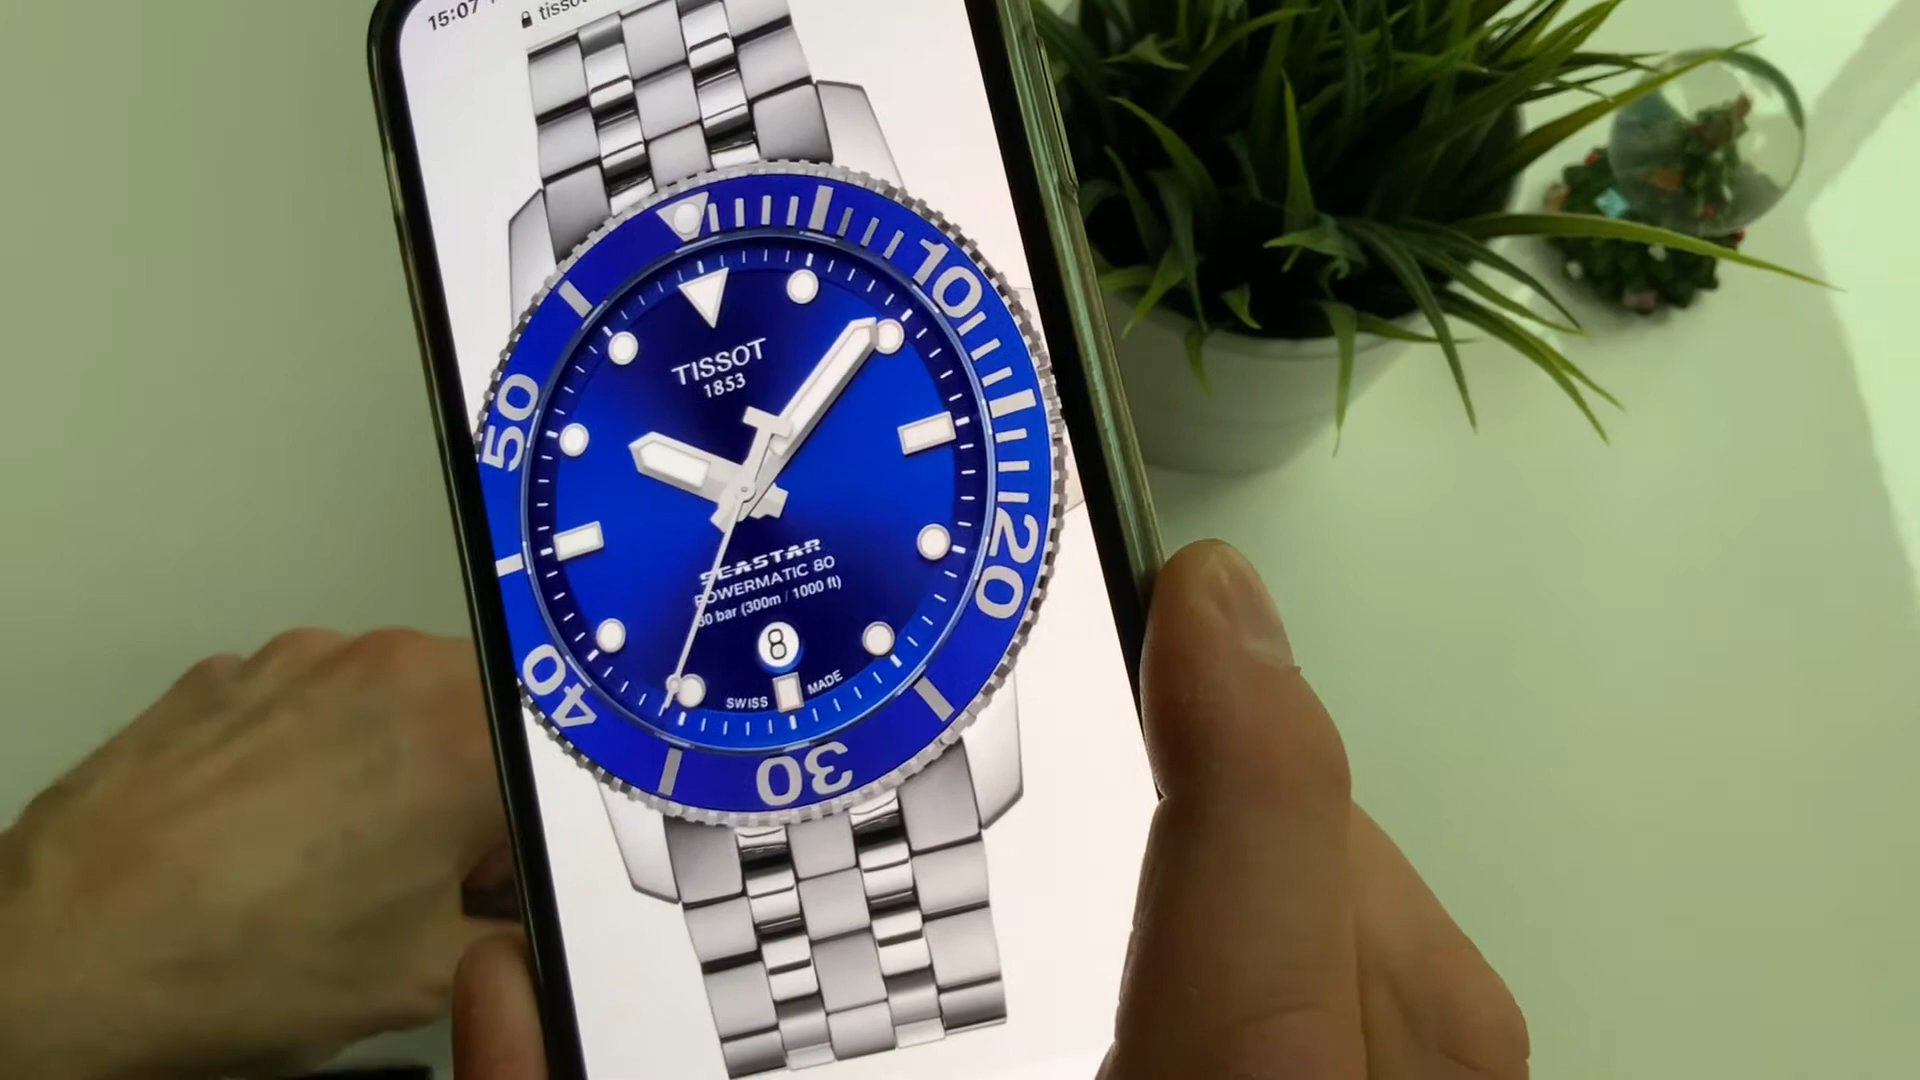 15:07
tissot
10
20
30
40
50
TISSOT
1853
SEASTAR
POWERMATIC 80
30 bar (300m / 1000 ft)
8
SWISS MADE